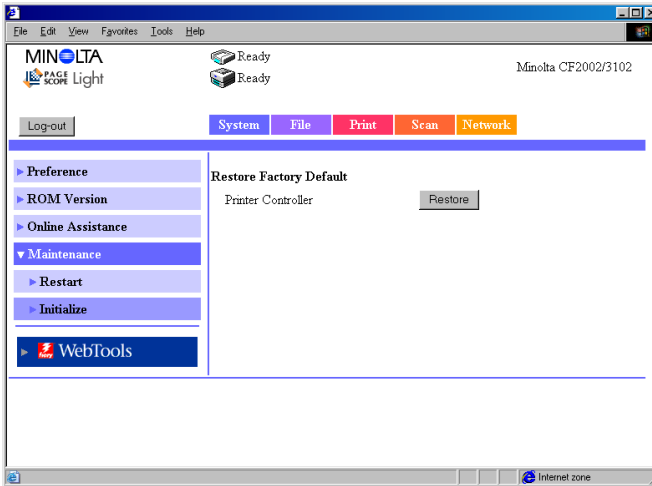 File Edit View Favorites Tools Help
MINOLTA
PAGE SCOPE Light
Ready
Ready
Minolta CF2002/3102
Log-out
System File Print Scan Network
Preference
ROM Version
Online Assistance
Maintenance
Restart
Initialize
fiery WebTools
Restore Factory Default
Printer Controller Restore
Internet zone